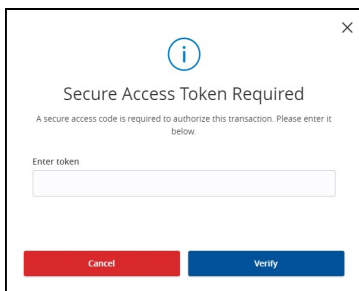 Secure Access Token Required
A secure access code is required to authorize this transaction. Please enter it
below.
Enter token
Cancel
Verify